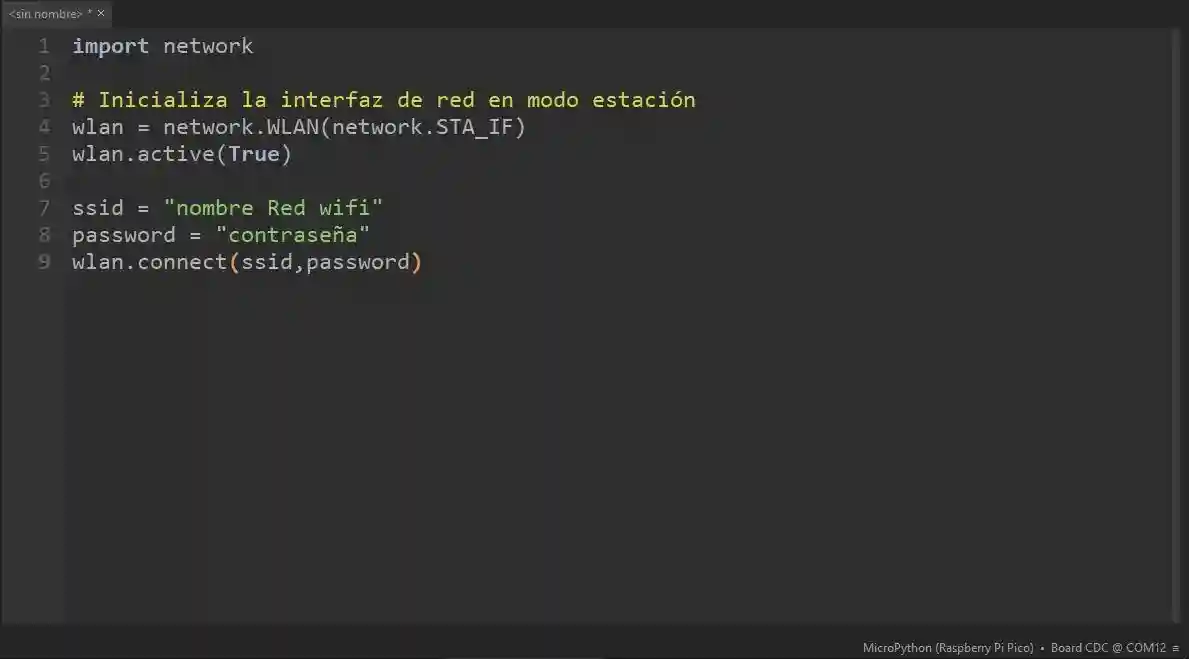 <sin nombre> * ×
1 import network
2
3 # Inicializa la interfaz de red en modo estación
4 wlan = network.WLAN(network.STA_IF)
5 wlan.active(True)
6
7 ssid = "nombre Red wifi"
8 password = "contraseña"
9 wlan.connect(ssid,password)
MicroPython (Raspberry Pi Pico) • Board CDC @ COM12 ≡